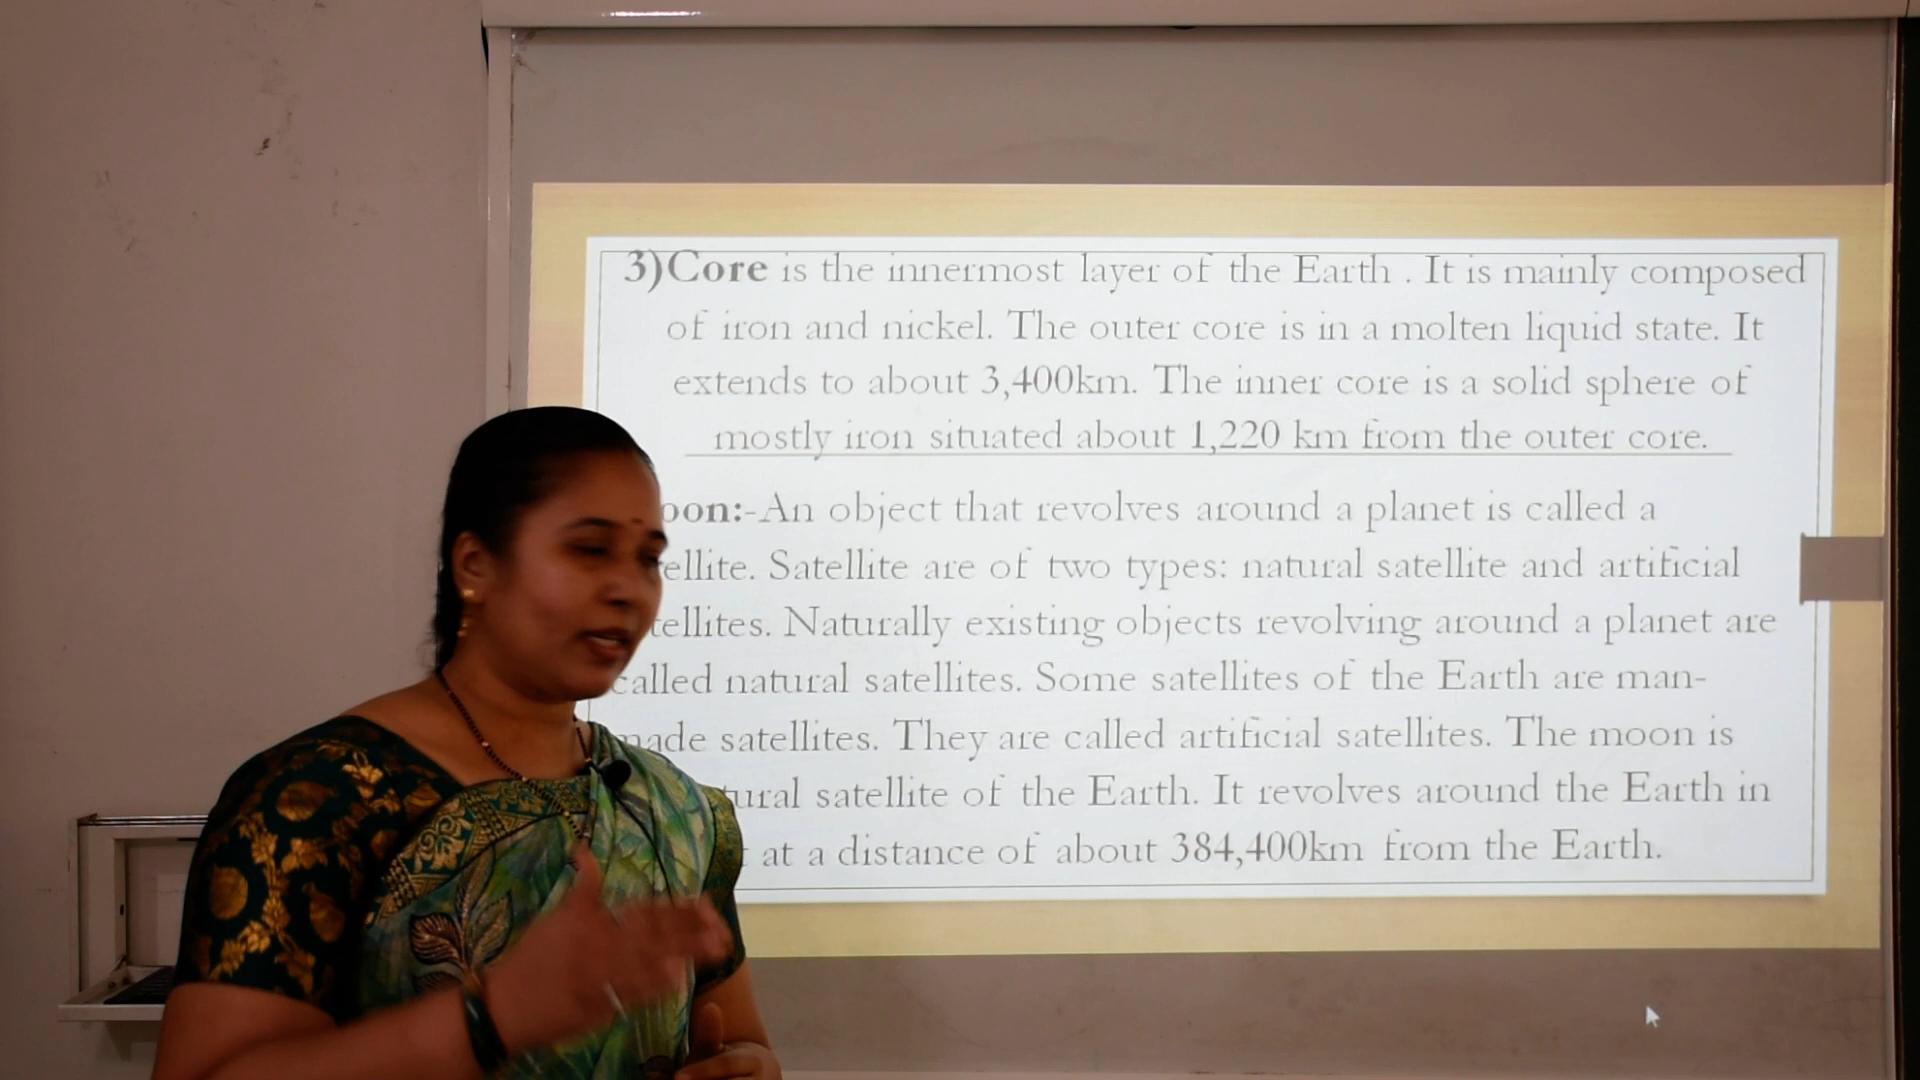 3)Core is the innermost layer of the Earth . It is mainly composed
of iron and nickel. The outer core is in a molten liquid state. It
extends to about 3,400km. The inner core is a solid sphere of
mostly iron situated about 1,220 km from the outer core.
oon:-An object that revolves around a planet is called a
ellite. Satellite are of two types: natural satellite and artificial
tellites. Naturally existing objects revolving around a planet are
called natural satellites. Some satellites of the Earth are man-
made satellites. They are called artificial satellites. The moon is
tural satellite of the Earth. It revolves around the Earth in
at a distance of about 384,400km from the Earth.